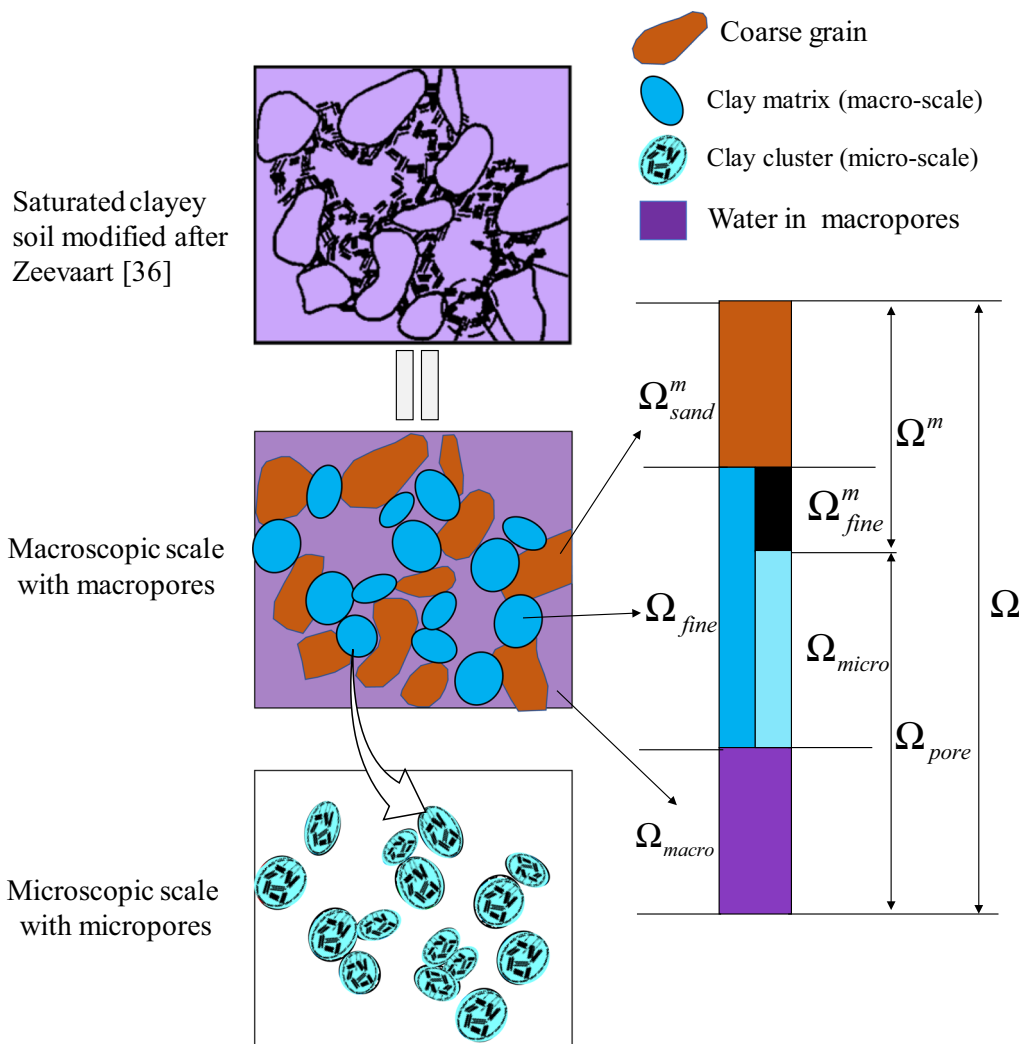 Coarse grain
Clay matrix (macro-scale)
Clay cluster (micro-scale)
Water in macropores
Saturated clayey
soil modified after
Zeevaart [36]
Macroscopic scale
with macropores
Microscopic scale
with micropores
Ω^m_sand
Ω^m
Ω^m_fine
Ω_fine
Ω
Ω_micro
Ω_pore
Ω_macro